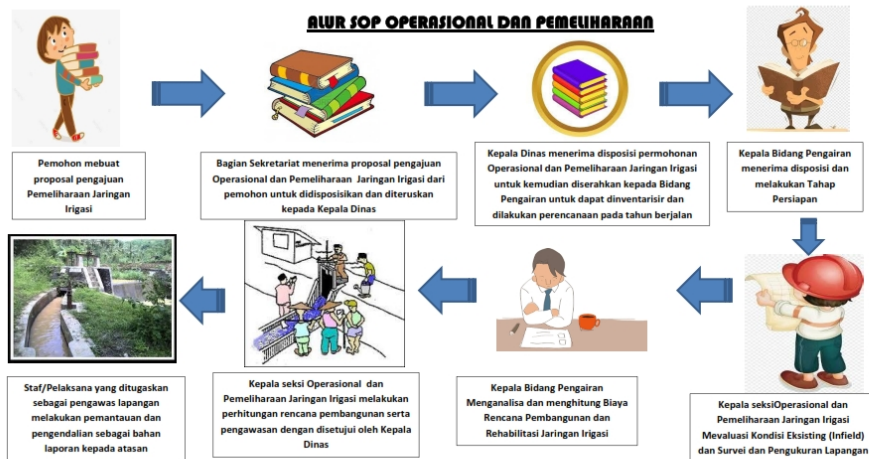 ALUR SOP OPERASIONAL DAN PEMELIHARAAN
Pemohon mebuat
proposal pengajuan
Pemeliharaan Jaringan
Irigasi
Bagian Sekretariat menerima proposal pengajuan
Operasional dan Pemeliharaan Jaringan Irigasi dari
pemohon untuk didisposisikan dan diteruskan
kepada Kepala Dinas
Kepala Dinas menerima disposisi permohonan
Operasional dan Pemeliharaan Jaringan Irigasi
untuk kemudian diserahkan kepada Bidang
Pengairan untuk dapat dinventarisir dan
dilakukan perencanaan pada tahun berjalan
Kepala Bidang Pengairan
menerima disposisi dan
melakukan Tahap
Persiapan
Kepala seksiOperasional dan
Pemeliharaan Jaringan Irigasi
Mevaluasi Kondisi Eksisting (Infield)
dan Survei dan Pengukuran Lapangan
Kepala Bidang Pengairan
Menganalisa dan menghitung Biaya
Rencana Pembangunan dan
Rehabilitasi Jaringan Irigasi
Kepala seksi Operasional dan
Pemeliharaan Jaringan Irigasi melakukan
perhitungan rencana pembangunan serta
pengawasan dengan disetujui oleh Kepala
Dinas
Staf/Pelaksana yang ditugaskan
sebagai pengawas lapangan
melakukan pemantauan dan
pengendalian sebagai bahan
laporan kepada atasan